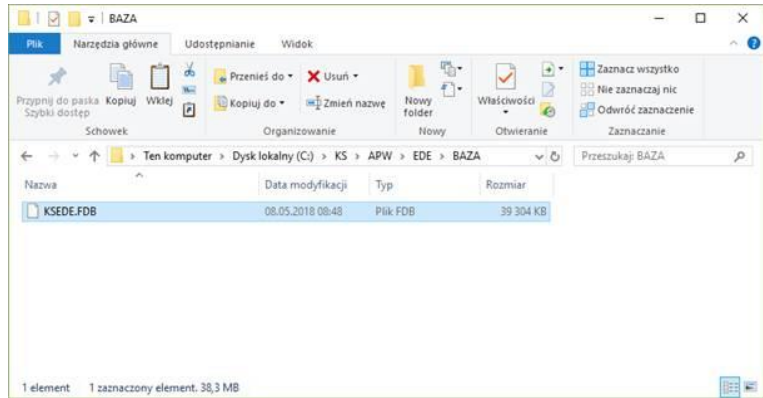 BAZA
Plik Narzędzia główne Udostępnianie Widok
Przypnij do paska Szybki dostęp
Kopiuj
Wklej
Schowek
Przenieś do
Kopiuj do
Usuń
Zmień nazwę
Organizowanie
Nowy folder
Nowy
Właściwości
Otwieranie
Zaznacz wszystko
Nie zaznaczaj nic
Odwróć zaznaczenie
Zaznaczanie
Ten komputer > Dysk lokalny (C:) > KS > APW > EDE > BAZA
Przeszukaj: BAZA
Nazwa Data modyfikacji Typ Rozmiar
KSEDE.FDB 08.05.2018 08:48 Plik FDB 39 304 KB
1 element 1 zaznaczony element. 38,3 MB